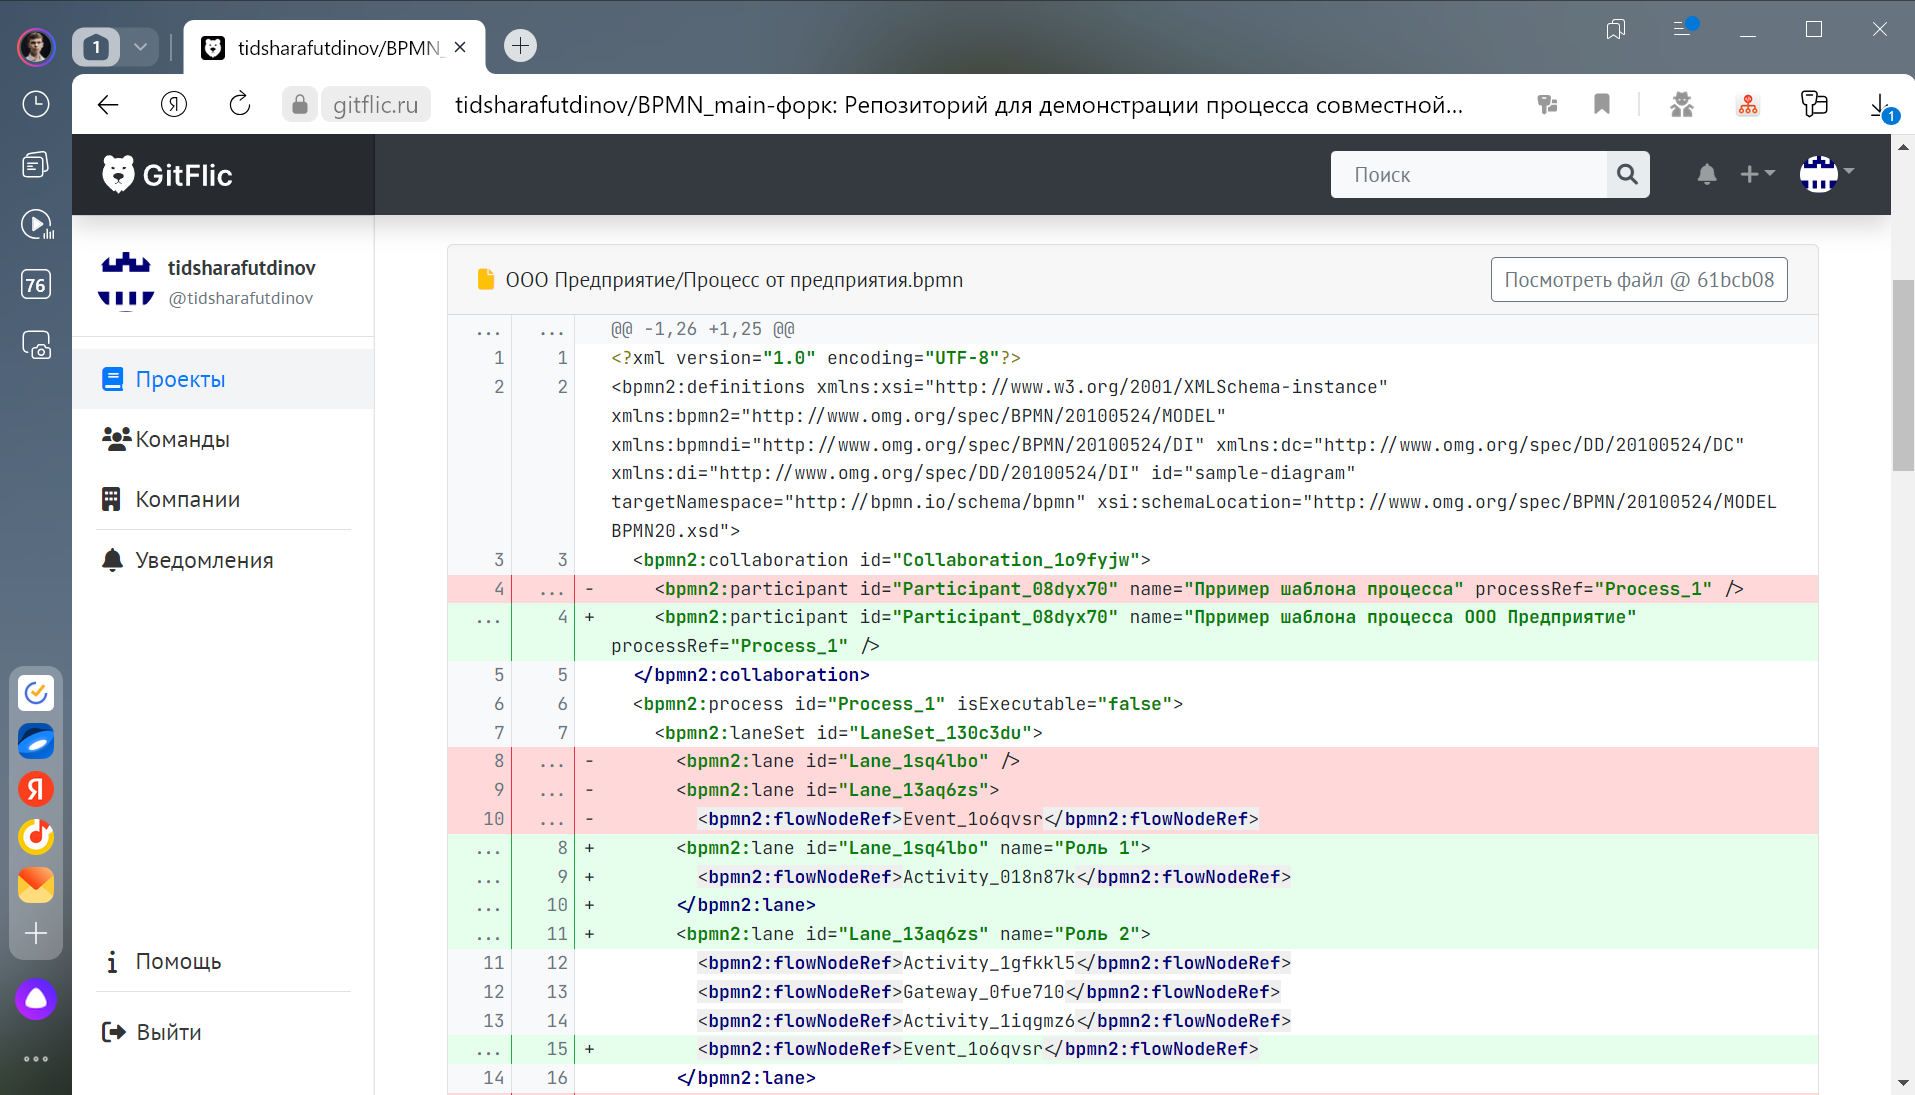 1
tidsharafutdinov/BPMN_
gitflic.ru
tidsharafutdinov/BPMN_main-форк: Репозиторий для демонстрации процесса совместной...
1
GitFlic
Поиск
76
tidsharafutdinov
@tidsharafutdinov
Проекты
Команды
Компании
Уведомления
Помощь
Выйти
ООО Предприятие/Процесс от предприятия.bpmn
Посмотреть файл @ 61bcb08
... ... @@ -1,26 +1,25 @@
1 1 <?xml version="1.0" encoding="UTF-8"?>
2 2 <bpmn2:definitions xmlns:xsi="http://www.w3.org/2001/XMLSchema-instance"
xmlns:bpmn2="http://www.omg.org/spec/BPMN/20100524/MODEL"
xmlns:bpmndi="http://www.omg.org/spec/BPMN/20100524/DI" xmlns:dc="http://www.omg.org/spec/DD/20100524/DC"
xmlns:di="http://www.omg.org/spec/DD/20100524/DI" id="sample-diagram"
targetNamespace="http://bpmn.io/schema/bpmn" xsi:schemaLocation="http://www.omg.org/spec/BPMN/20100524/MODEL
BPMN20.xsd">
3 3 <bpmn2:collaboration id="Collaboration_1o9fyjw">
4 ... - <bpmn2:participant id="Participant_08dyx70" name="Прример шаблона процесса" processRef="Process_1" />
... 4 + <bpmn2:participant id="Participant_08dyx70" name="Прример шаблона процесса ООО Предприятие"
processRef="Process_1" />
5 5 </bpmn2:collaboration>
6 6 <bpmn2:process id="Process_1" isExecutable="false">
7 7 <bpmn2:laneSet id="LaneSet_130c3du">
8 ... - <bpmn2:lane id="Lane_1sq4lbo" />
9 ... - <bpmn2:lane id="Lane_13aq6zs">
10 ... - <bpmn2:flowNodeRef>Event_1o6qvsr</bpmn2:flowNodeRef>
... 8 + <bpmn2:lane id="Lane_1sq4lbo" name="Роль 1">
... 9 + <bpmn2:flowNodeRef>Activity_018n87k</bpmn2:flowNodeRef>
... 10 + </bpmn2:lane>
... 11 + <bpmn2:lane id="Lane_13aq6zs" name="Роль 2">
11 12 <bpmn2:flowNodeRef>Activity_1gfkkl5</bpmn2:flowNodeRef>
12 13 <bpmn2:flowNodeRef>Gateway_0fue710</bpmn2:flowNodeRef>
13 14 <bpmn2:flowNodeRef>Activity_1iqgmz6</bpmn2:flowNodeRef>
... 15 + <bpmn2:flowNodeRef>Event_1o6qvsr</bpmn2:flowNodeRef>
14 16 </bpmn2:lane>